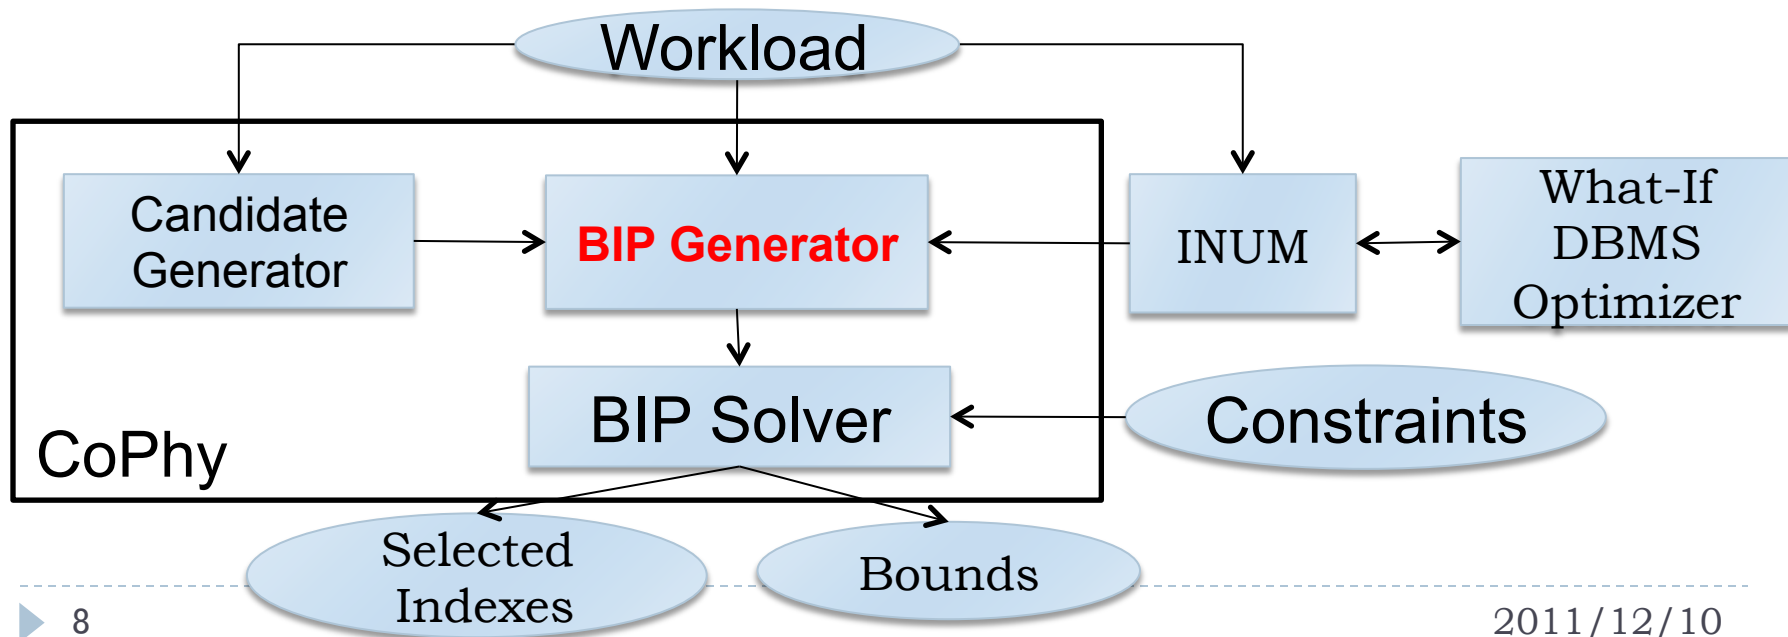 Workload
Candidate
Generator
BIP Generator
INUM
What-If
DBMS
Optimizer
BIP Solver
Constraints
CoPhy
Selected
Indexes
Bounds
8
2011/12/10